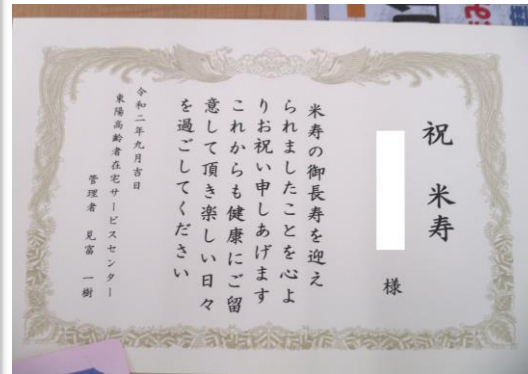 祝 米寿
様
米寿の御長寿を迎え
られましたことを心よ
りお祝い申しあげます
これからも健康にご留
意して頂き楽しい日々
を過ごしてください
令和二年九月吉日
東陽高齢者在宅サービスセンター
管理者 見富 一樹